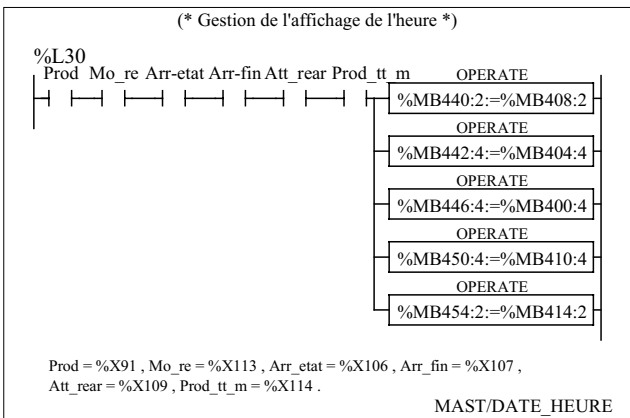 (* Gestion de l'affichage de l'heure *)
%L30
Prod Mo_re Arr-etat Arr-fin Att_rear Prod_tt_m
OPERATE
%MB440:2:=%MB408:2
OPERATE
%MB442:4:=%MB404:4
OPERATE
%MB446:4:=%MB400:4
OPERATE
%MB450:4:=%MB410:4
OPERATE
%MB454:2:=%MB414:2
Prod = %X91 , Mo_re = %X113 , Arr_etat = %X106 , Arr_fin = %X107 ,
Att_rear = %X109 , Prod_tt_m = %X114 .
MAST/DATE_HEURE